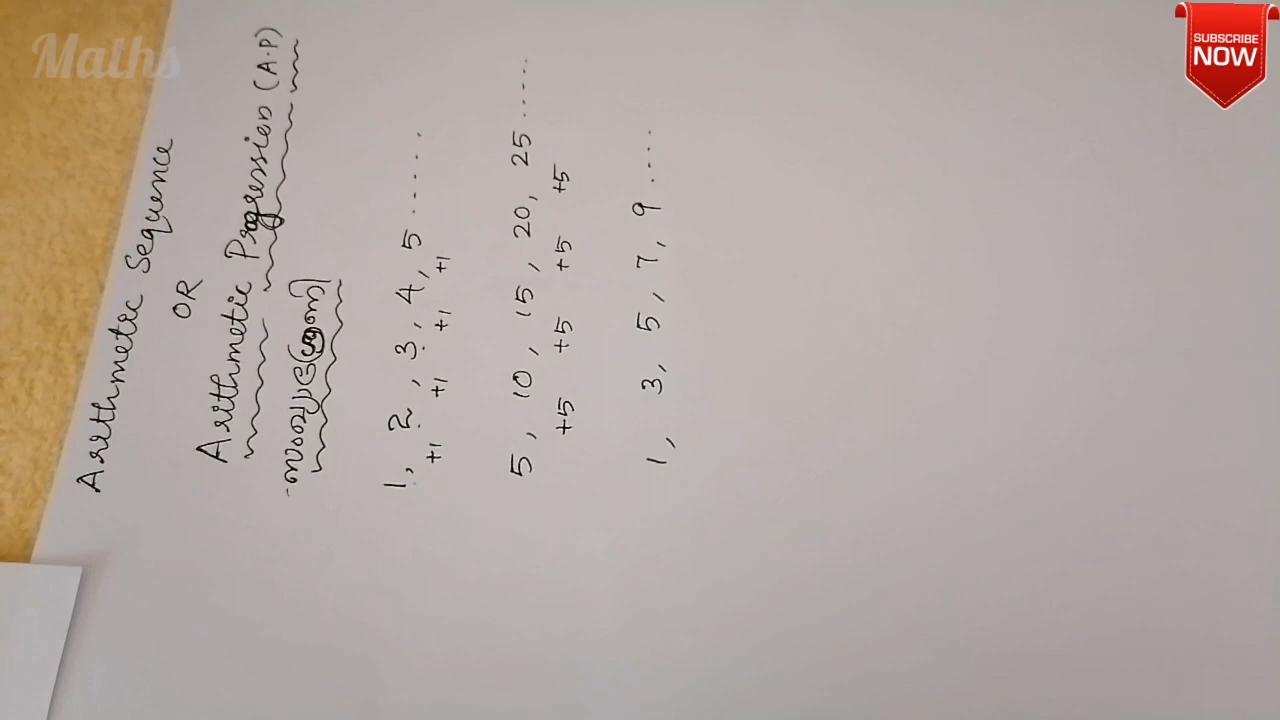 Maths
SUBSCRIBE
NOW
Arithmetic Sequence
OR
Arithmetic Progression (A.P)
1, 2, 3, 4, 5 ......
+1 +1 +1 +1
5, 10, 15, 20, 25 .....
+5 +5 +5 +5
1, 3, 5, 7, 9 ....